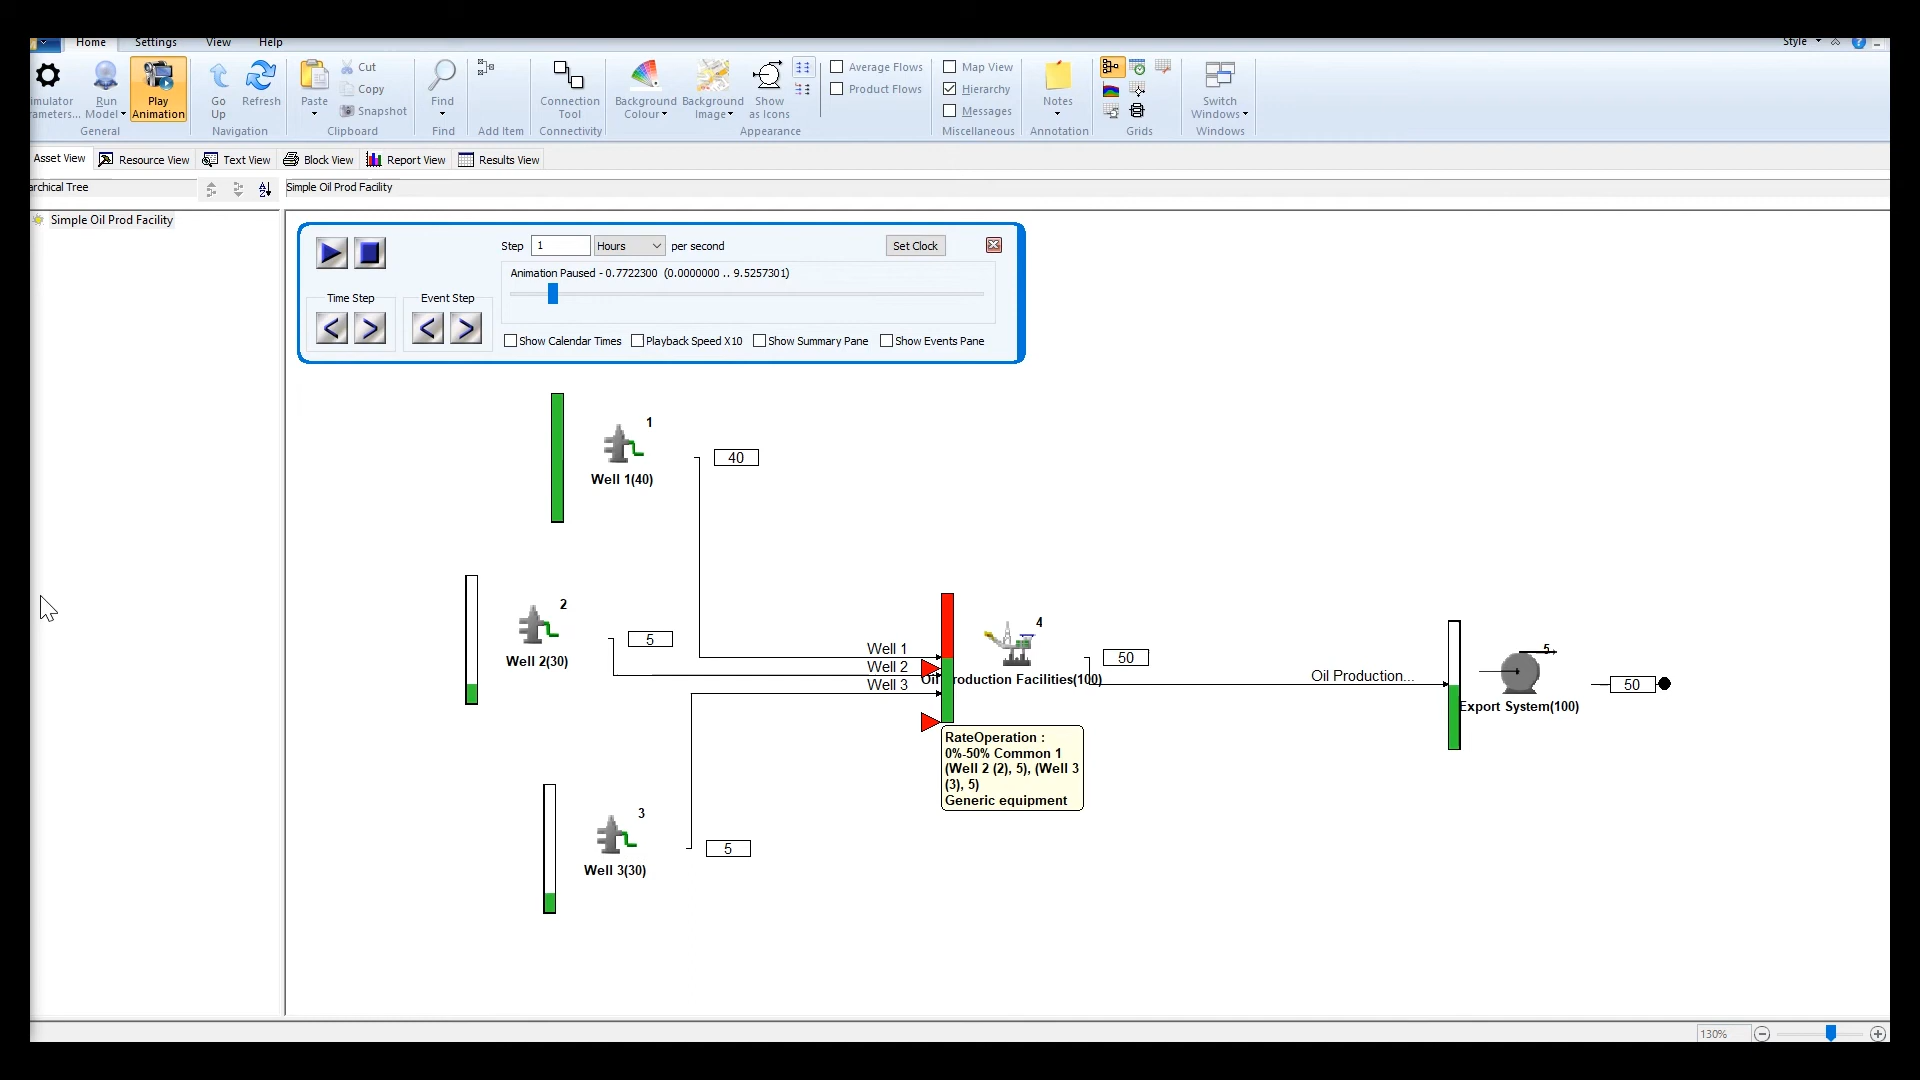 Home Settings View Help Style
imulator
rameters...
Run
Model
Play
Animation
Go
Up
Refresh
Paste
Cut
Copy
Snapshot
Find
Connection
Tool
Background
Colour
Background
Image
Show
as Icons
Average Flows
Product Flows
Map View
Hierarchy
Messages
Notes
Switch
Windows
General Navigation Clipboard Find Add Item Connectivity Appearance Miscellaneous Annotation Grids Windows
Asset View Resource View Text View Block View Report View Results View
archical Tree
Simple Oil Prod Facility
Simple Oil Prod Facility
Step 1 Hours per second Set Clock
Animation Paused - 0.7722300 (0.0000000 .. 9.5257301)
Time Step Event Step
Show Calendar Times Playback Speed X10 Show Summary Pane Show Events Pane
1
40
Well 1(40)
2
5
Well 2(30)
Well 1
Well 2
Well 3
4
50
Oil Production Facilities(100)
Oil Production...
5
50
Export System(100)
RateOperation :
0%-50% Common 1
(Well 2 (2), 5), (Well 3
(3), 5)
Generic equipment
3
5
Well 3(30)
130%